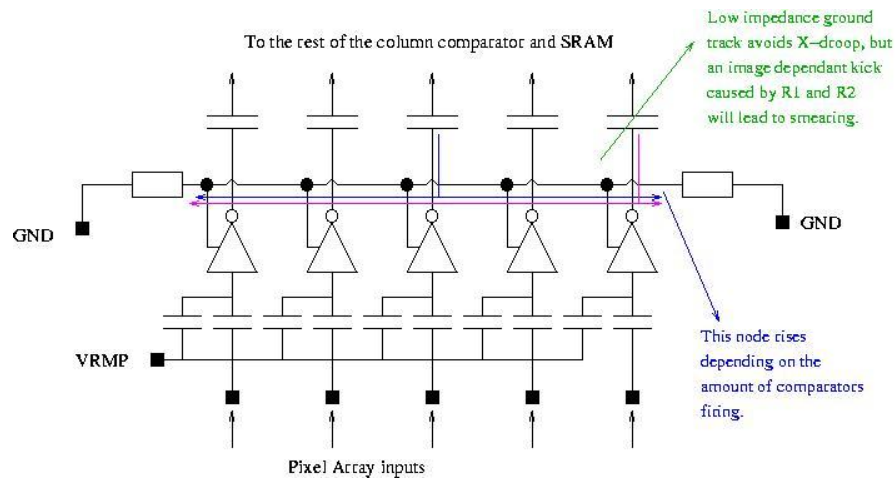 Low impedance ground
track avoids X-droop, but
an image dependant kick
caused by R1 and R2
will lead to smearing.
To the rest of the column comparator and SRAM
GND
GND
VRMP
This node rises
depending on the
amount of comparators
firing.
Pixel Array inputs